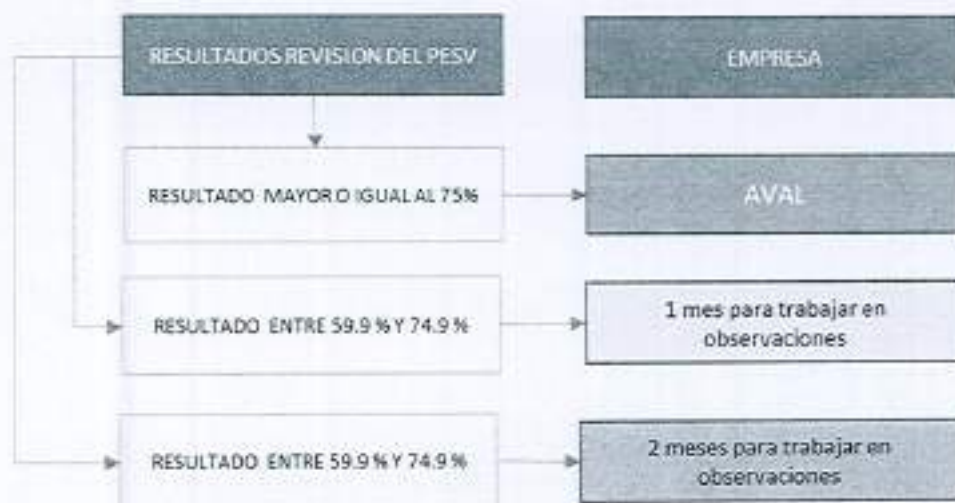 RESULTADOS REVISION DEL PESV
EMPRESA
RESULTADO MAYOR O IGUAL AL 75%
AVAL
RESULTADO ENTRE 59.9 % Y 74.9 %
1 mes para trabajar en
observaciones
RESULTADO ENTRE 59.9 % Y 74.9 %
2 meses para trabajar en
observaciones